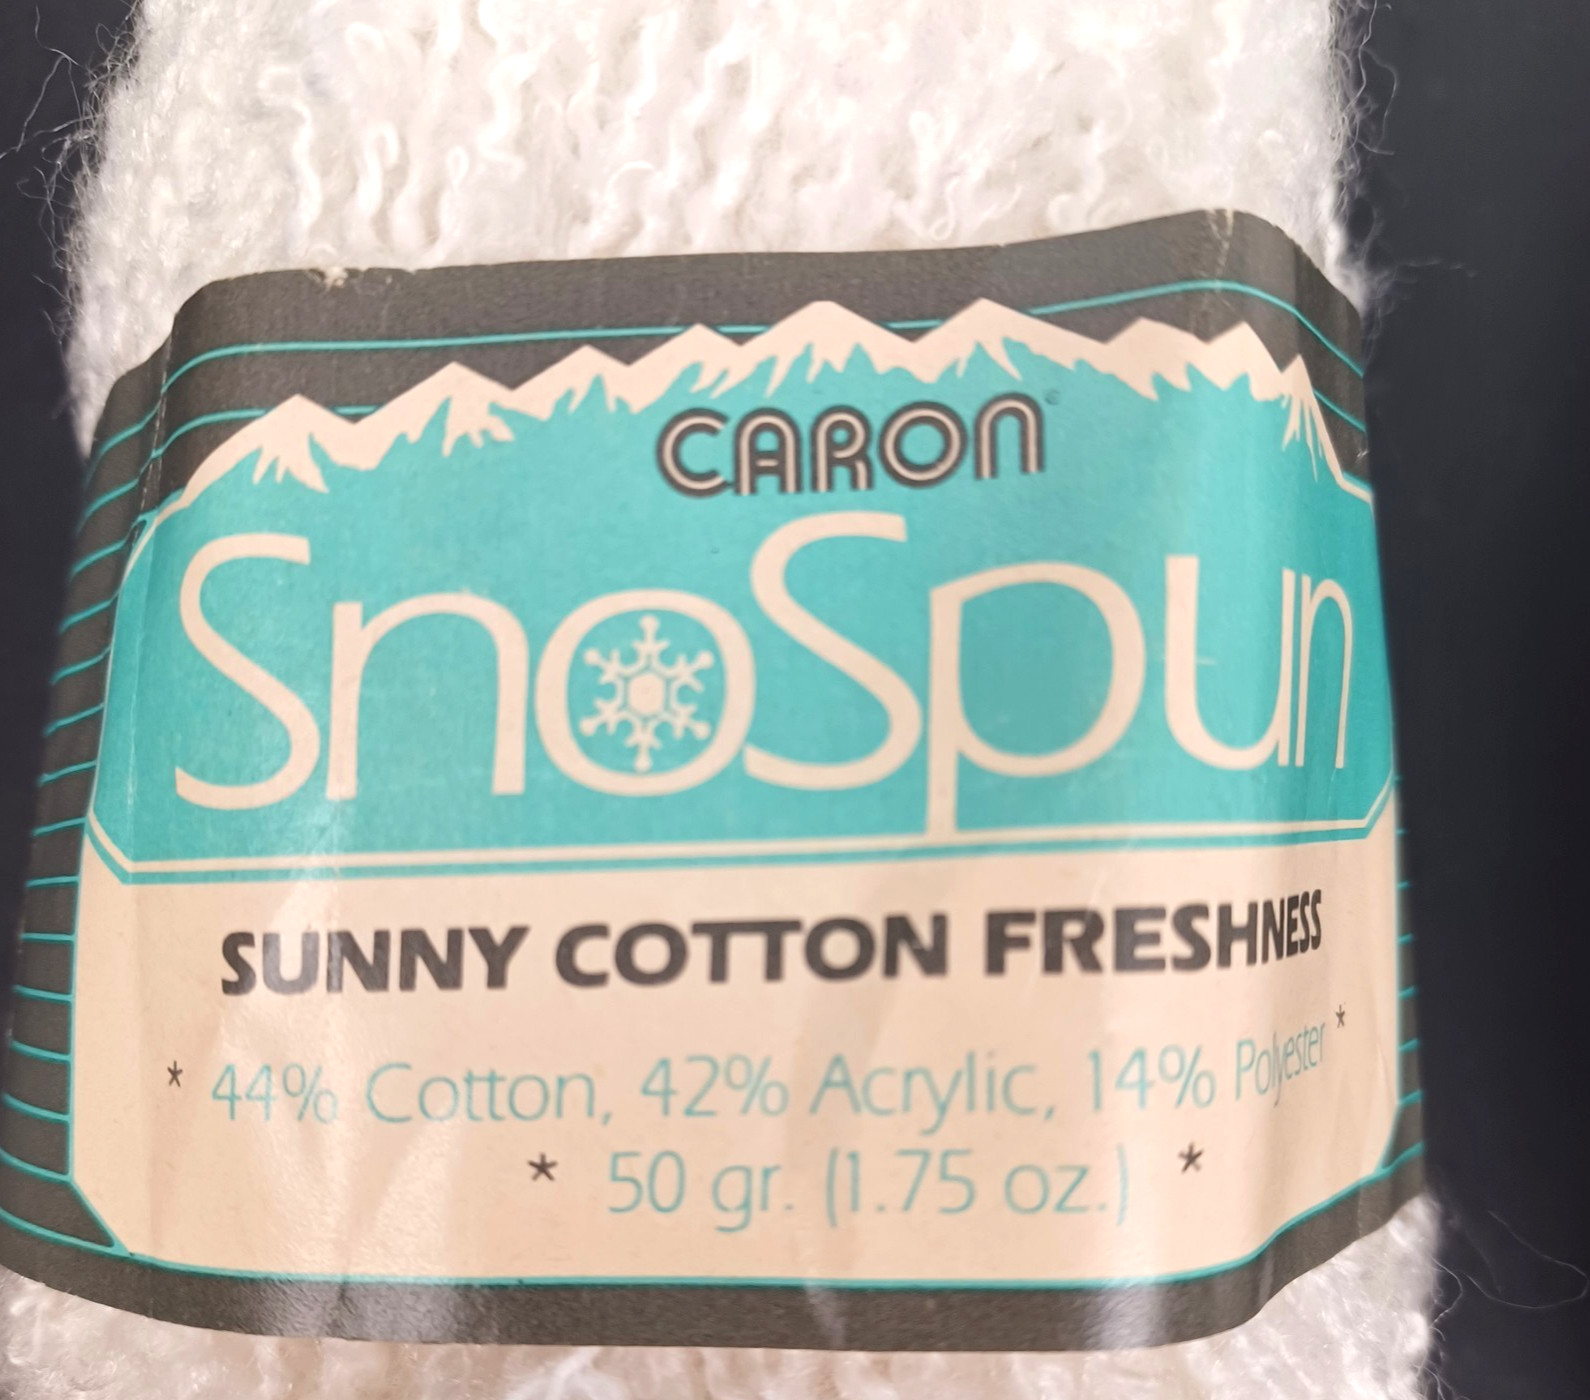 CARON
SnoSpun
SUNNY COTTON FRESHNESS
* 44% Cotton, 42% Acrylic, 14% Polyester *
* 50 gr. (1.75 oz.) *